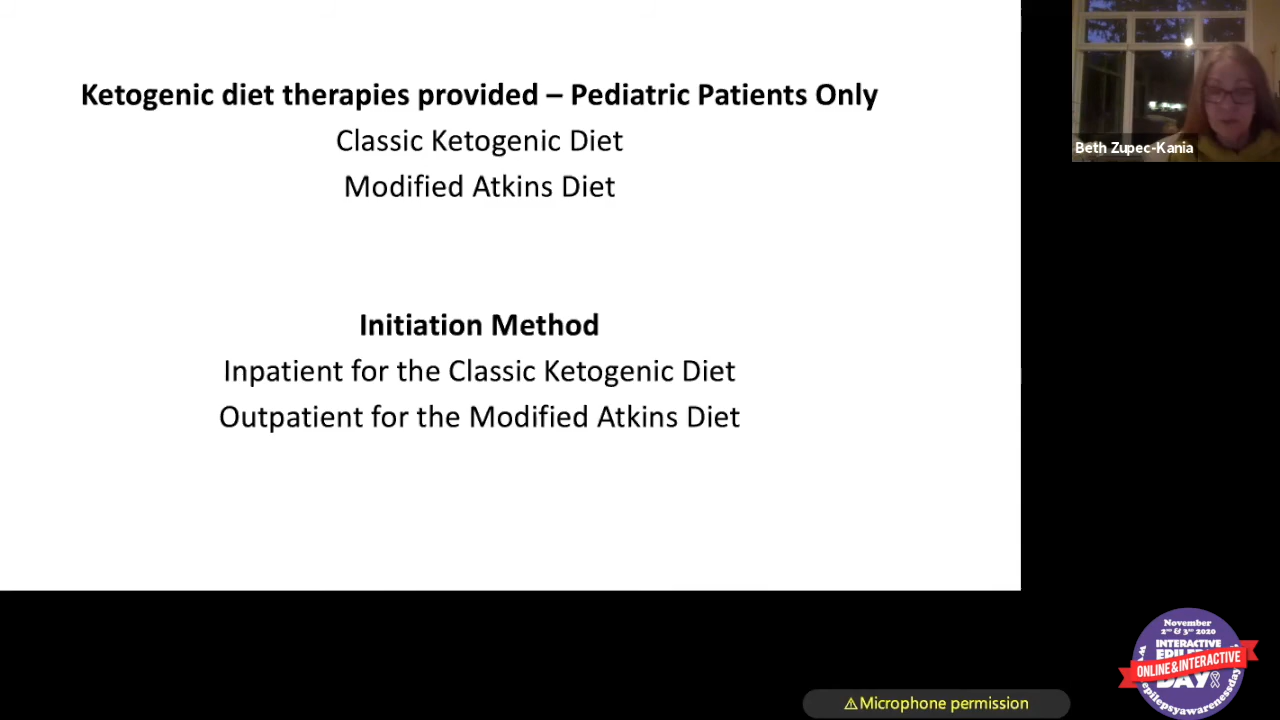 Ketogenic diet therapies provided – Pediatric Patients Only
Classic Ketogenic Diet
Modified Atkins Diet
Initiation Method
Inpatient for the Classic Ketogenic Diet
Outpatient for the Modified Atkins Diet
Beth Zupec-Kania
November
2ND & 3RD 2020
INTERACTIVE
ONLINE & INTERACTIVE
DAY
epilepsyawarenessday
⚠Microphone permission